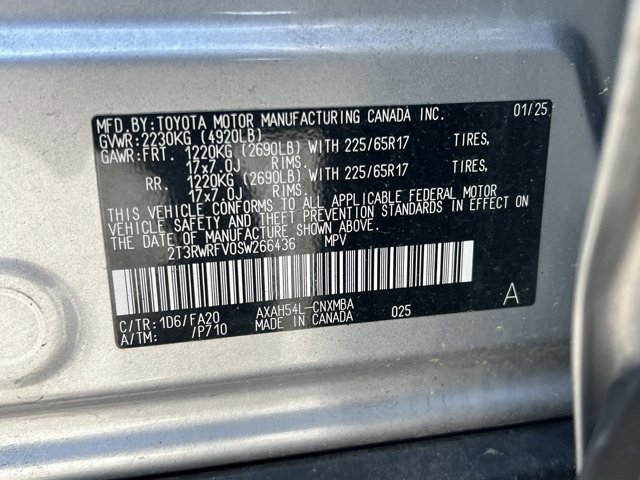 MFD.BY:TOYOTA MOTOR MANUFACTURING CANADA INC. 01/25
GVWR:2230KG (4920LB)
GAWR:FRT. 1220KG (2690LB) WITH 225/65R17 TIRES,
17x7.0J RIMS.
RR. 1220KG (2690LB) WITH 225/65R17 TIRES,
17x7.0J RIMS.
THIS VEHICLE CONFORMS TO ALL APPLICABLE FEDERAL MOTOR
VEHICLE SAFETY AND THEFT PREVENTION STANDARDS IN EFFECT ON
THE DATE OF MANUFACTURE SHOWN ABOVE.
2T3RWRFV0SW266436 MPV
C/TR:1D6/FA20 AXAH54L-CNXMBA 025 A
A/TM: /P710 MADE IN CANADA